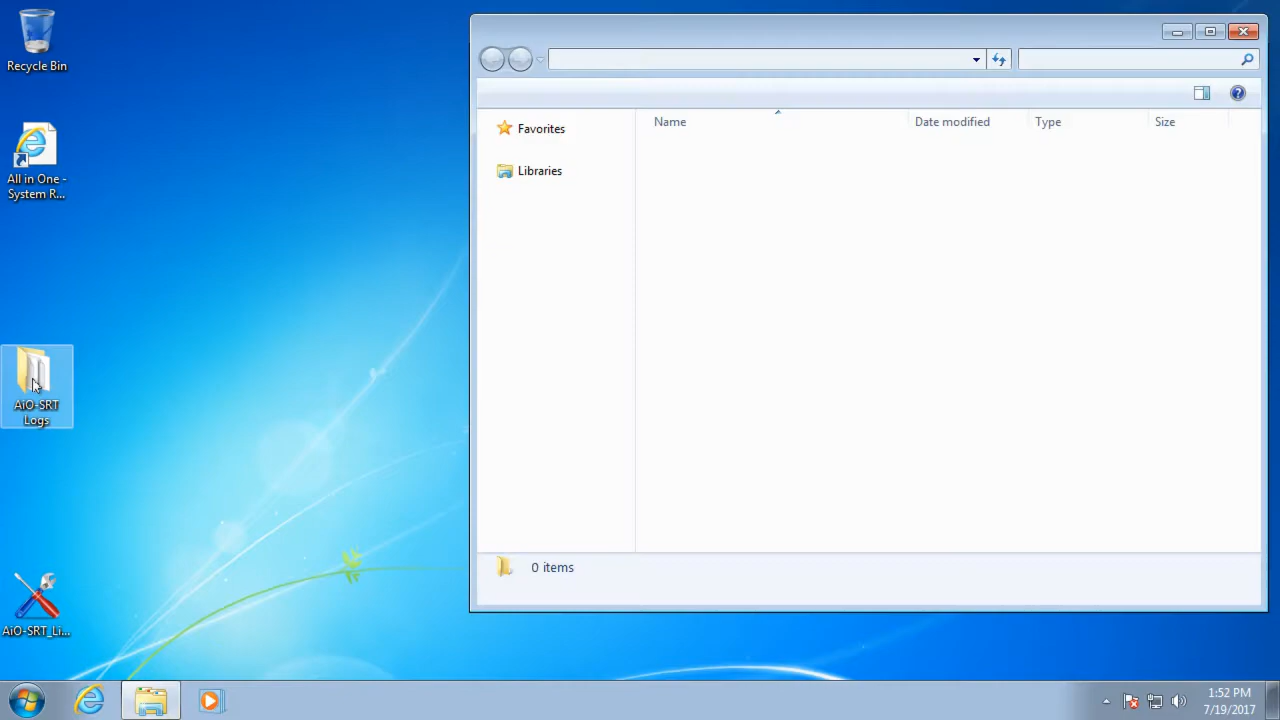 Recycle Bin
All in One -
System R...
AiO-SRT
Logs
AiO-SRT_Li...
Name
Date modified
Type
Size
Favorites
Libraries
0 items
1:52 PM
7/19/2017